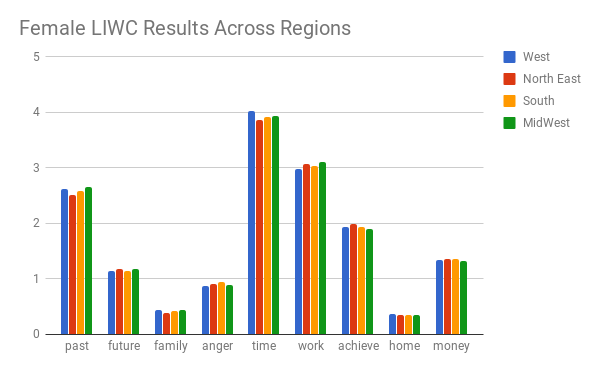 Female LIWC Results Across Regions
5
4
3
2
1
0
past future family anger time work achieve home money
West
North East
South
MidWest